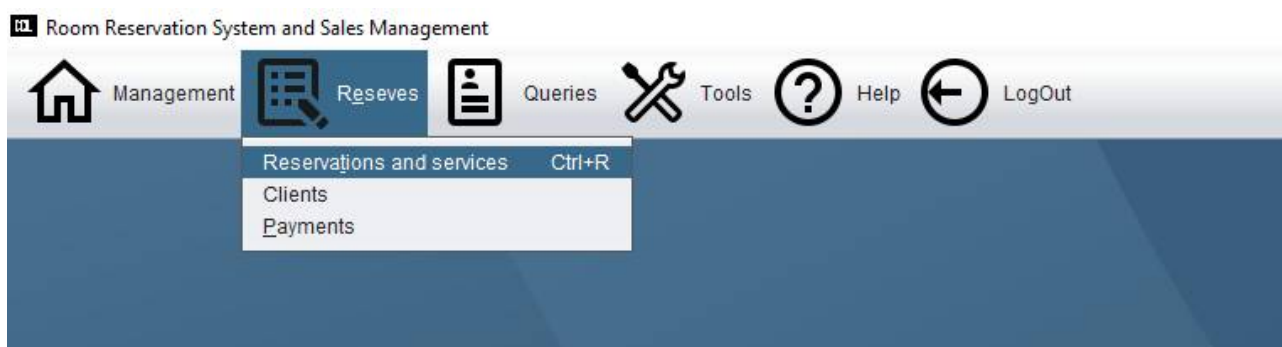 Room Reservation System and Sales Management
Management Reseves Queries Tools Help LogOut
Reservations and services Ctrl+R
Clients
Payments